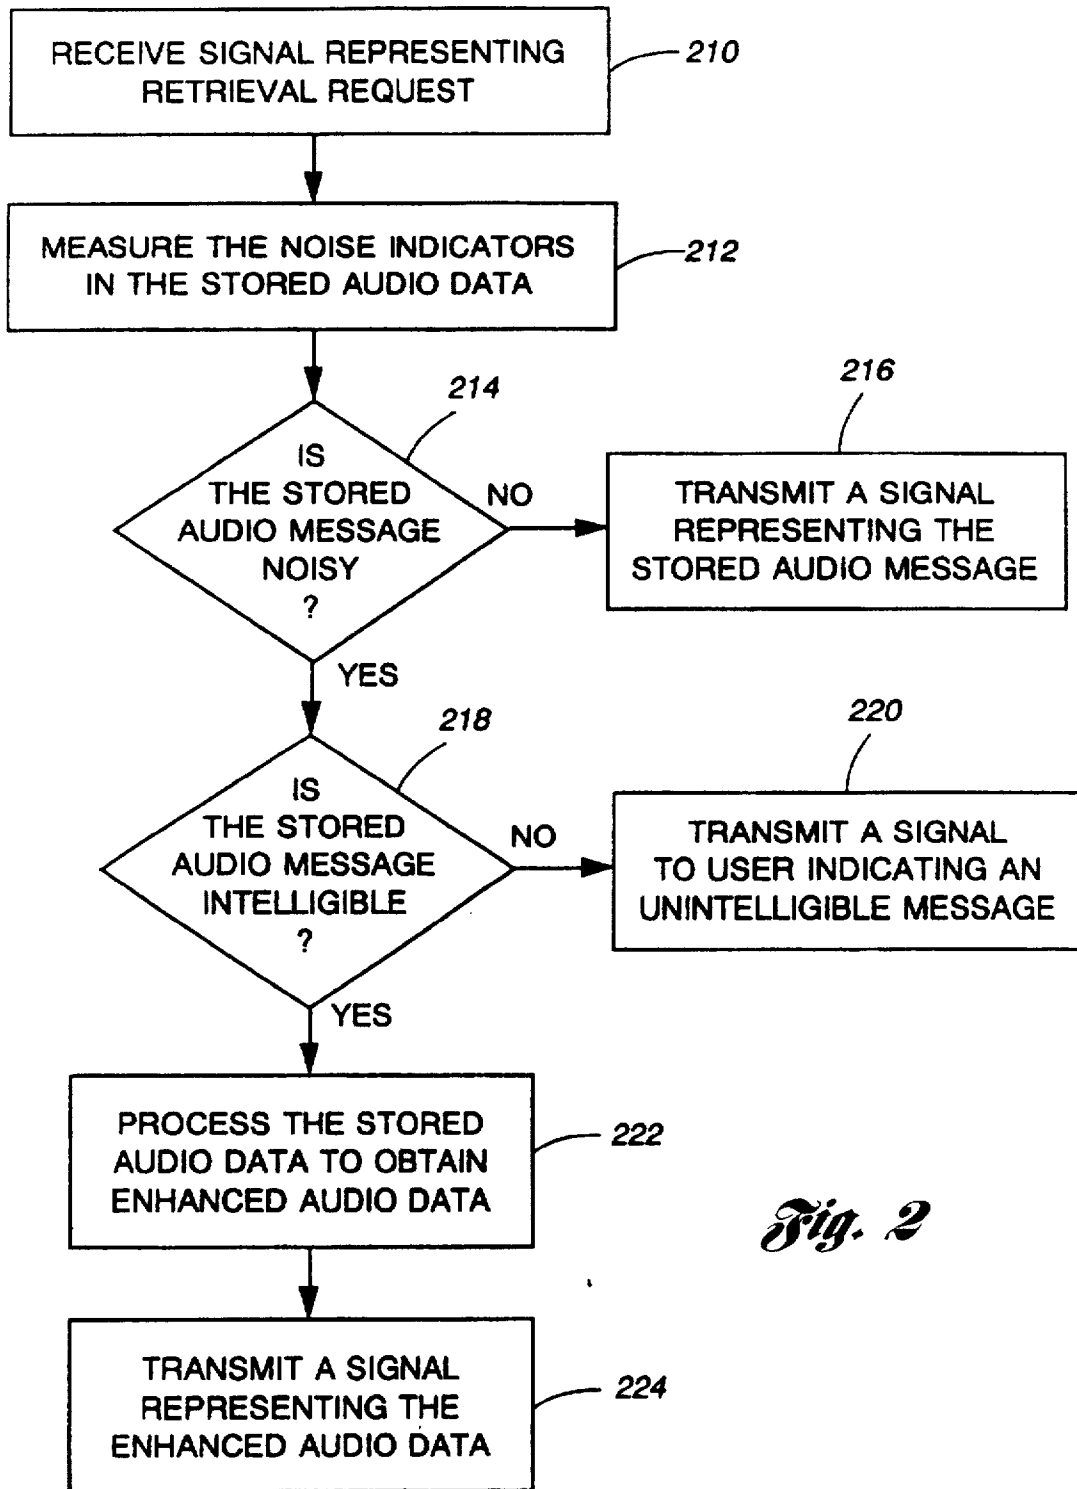 RECEIVE SIGNAL REPRESENTING
RETRIEVAL REQUEST
210
MEASURE THE NOISE INDICATORS
IN THE STORED AUDIO DATA
212
214
IS
THE STORED
AUDIO MESSAGE
NOISY
?
NO
216
TRANSMIT A SIGNAL
REPRESENTING THE
STORED AUDIO MESSAGE
YES
218
IS
THE STORED
AUDIO MESSAGE
INTELLIGIBLE
?
NO
220
TRANSMIT A SIGNAL
TO USER INDICATING AN
UNINTELLIGIBLE MESSAGE
YES
PROCESS THE STORED
AUDIO DATA TO OBTAIN
ENHANCED AUDIO DATA
222
Fig. 2
TRANSMIT A SIGNAL
REPRESENTING THE
ENHANCED AUDIO DATA
224